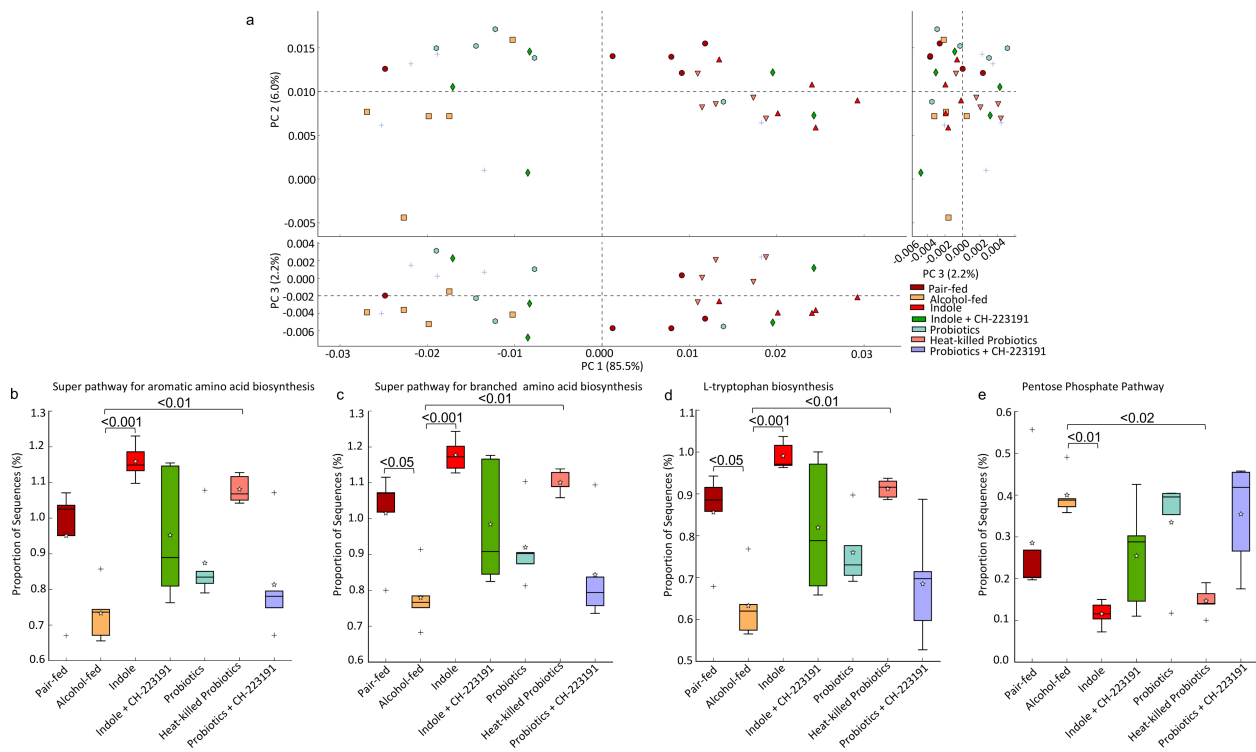 a
PC 2 (6.0%)
0.015
0.010
0.005
0.000
-0.005
PC 3 (2.2%)
0.004
0.002
0.000
-0.002
-0.004
-0.006
-0.03
-0.02
-0.01
0.000
0.01
0.02
0.03
PC 1 (85.5%)
-0.006
-0.004
-0.002
0.000
0.002
0.004
PC 3 (2.2%)
Pair-fed
Alcohol-fed
Indole
Indole + CH-223191
Probiotics
Heat-killed Probiotics
Probiotics + CH-223191
b
Super pathway for aromatic amino acid biosynthesis
Proportion of Sequences (%)
1.3
1.2
1.1
1.0
0.9
0.8
0.7
0.6
<0.01
<0.001
Pair-fed
Alcohol-fed
Indole
Indole + CH-223191
Probiotics
Heat-killed Probiotics
Probiotics + CH-223191
c
Super pathway for branched amino acid biosynthesis
Proportion of Sequences (%)
1.3
1.2
1.1
1.0
0.9
0.8
0.7
0.6
<0.01
<0.001
<0.05
Pair-fed
Alcohol-fed
Indole
Indole + CH-223191
Probiotics
Heat-killed Probiotics
Probiotics + CH-223191
d
L-tryptophan biosynthesis
Proportion of Sequences (%)
1.1
1.0
0.9
0.8
0.7
0.6
0.5
<0.01
<0.001
<0.05
Pair-fed
Alcohol-fed
Indole
Indole + CH-223191
Probiotics
Heat-killed Probiotics
Probiotics + CH-223191
e
Pentose Phosphate Pathway
Proportion of Sequences (%)
0.6
0.5
0.4
0.3
0.2
0.1
0.0
<0.02
<0.01
Pair-fed
Alcohol-fed
Indole
Indole + CH-223191
Probiotics
Heat-killed Probiotics
Probiotics + CH-223191